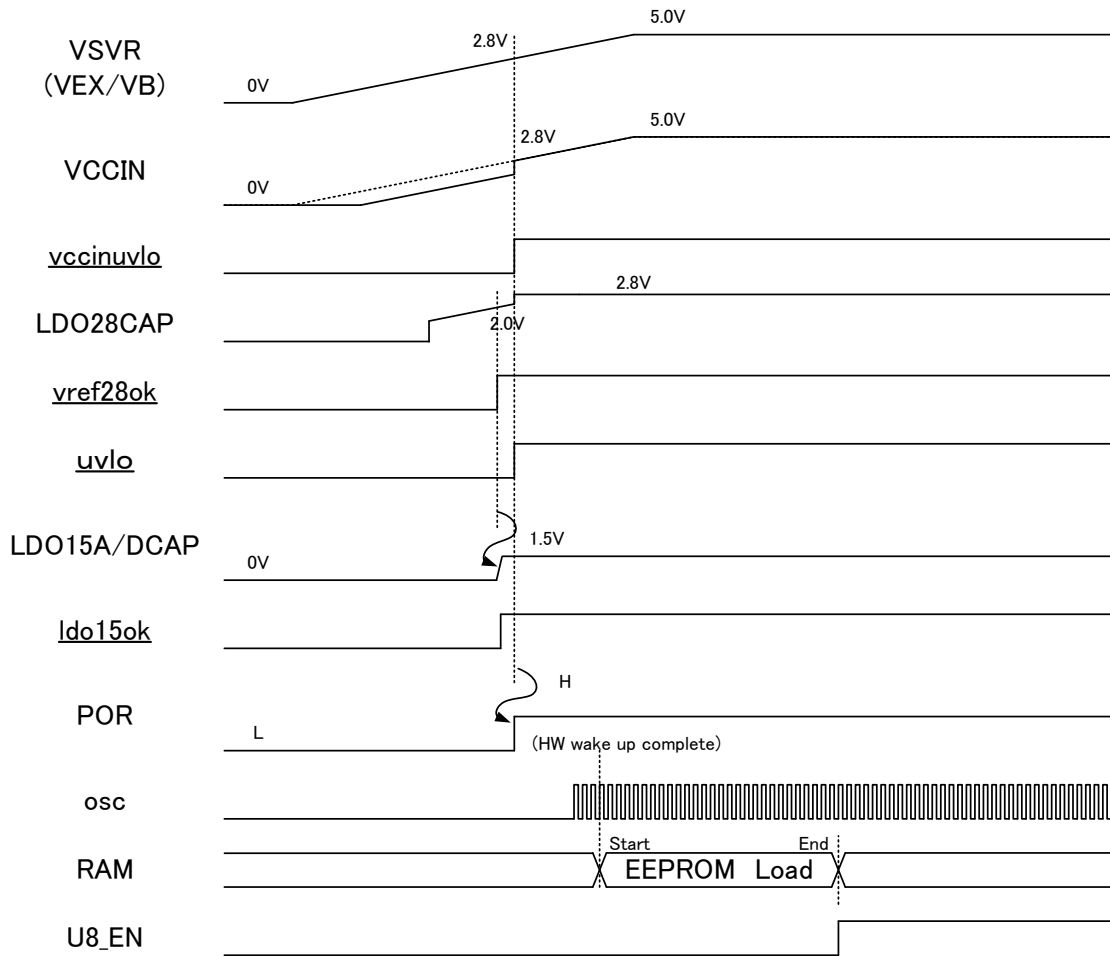 5.0V
VSVR
(VEX/VB)
2.8V
0V
5.0V
2.8V
VCCIN
0V
vccinuvlo
2.8V
LDO28CAP
2.0V
vref28ok
uvlo
LDO15A/DCAP
1.5V
0V
ldo15ok
H
POR
L
(HW wake up complete)
osc
Start
End
RAM
EEPROM Load
U8_EN